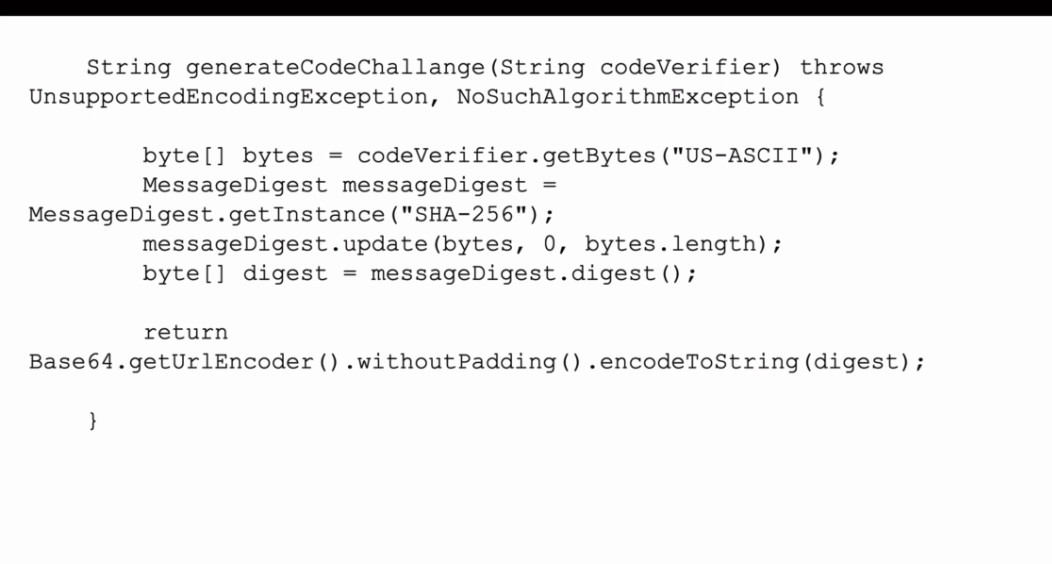 String generateCodeChallange(String codeVerifier) throws
UnsupportedEncodingException, NoSuchAlgorithmException {
byte[] bytes = codeVerifier.getBytes("US-ASCII");
MessageDigest messageDigest =
MessageDigest.getInstance("SHA-256");
messageDigest.update(bytes, 0, bytes.length);
byte[] digest = messageDigest.digest();
return
Base64.getUrlEncoder().withoutPadding().encodeToString(digest);
}